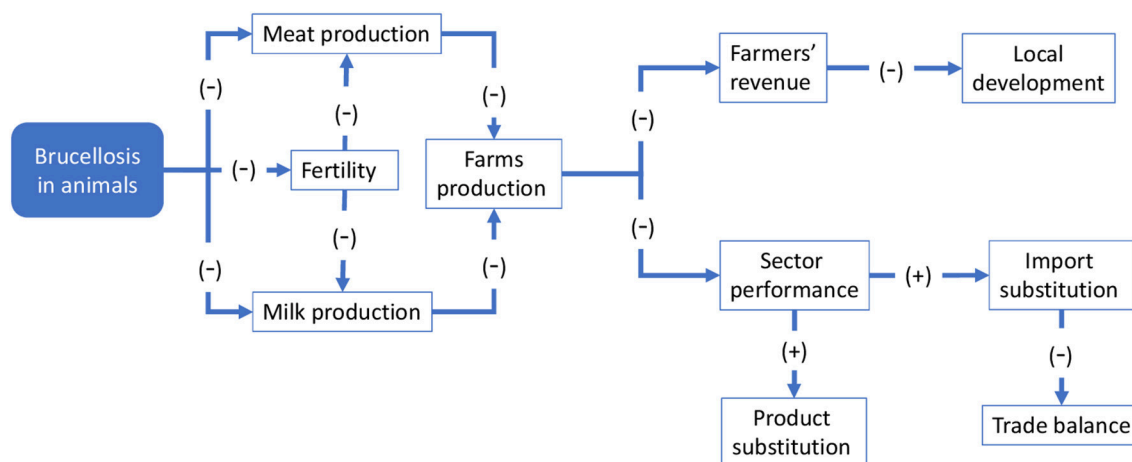 Meat production
(-)
Farmers'
revenue
(-)
Local
development
(-)
(-)
(-)
(-)
Brucellosis
in animals
(-)
Fertility
Farms
production
(-)
(-)
(-)
(-)
Milk production
Sector
performance
(+)
Import
substitution
(+)
(-)
Product
substitution
Trade balance